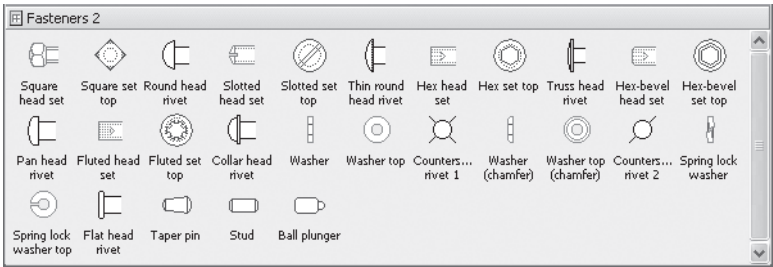 Fasteners 2
Square Square set Round head Slotted Slotted set Thin round Hex head Hex set top Truss head Hex-bevel Hex-bevel
head set top rivet head set top head rivet set rivet head set set top
Pan head Fluted head Fluted set Collar head Washer Washer top Counters... Washer Washer top Counters... Spring lock
rivet set top rivet rivet 1 (chamfer) (chamfer) rivet 2 washer
Spring lock Flat head Taper pin Stud Ball plunger
washer top rivet